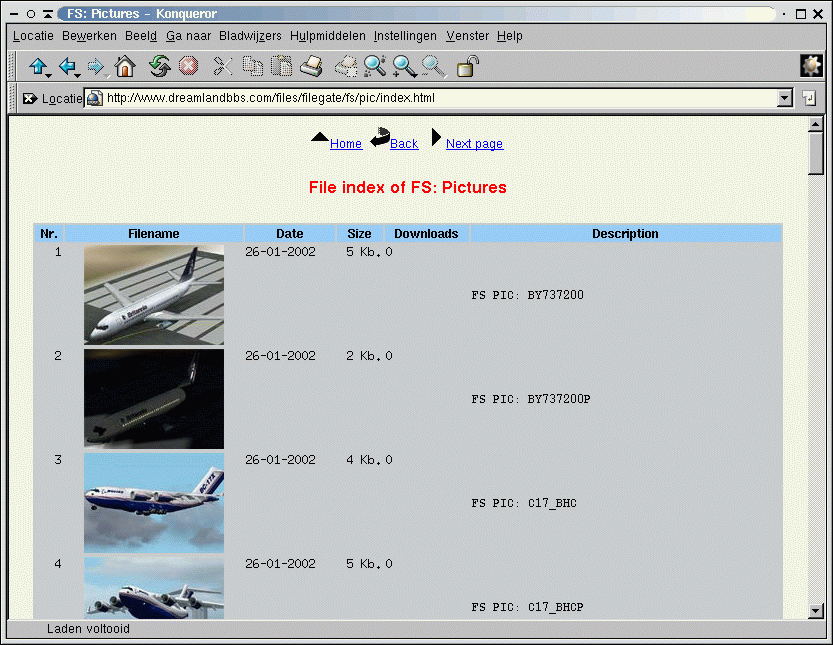 FS: Pictures - Konqueror
Locatie Bewerken Beeld Ga naar Bladwijzers Hulpmiddelen Instellingen Venster Help
Locatie http://www.dreamlandbbs.com/files/filegate/fs/pic/index.html
Home Back Next page
File index of FS: Pictures
Nr. Filename Date Size Downloads Description
1 26-01-2002 5 Kb. 0
Britannia
FS PIC: BY737200
2 26-01-2002 2 Kb. 0
FS PIC: BY737200P
3 26-01-2002 4 Kb. 0
BC-17X
BOEING
FS PIC: C17_BHC
4 26-01-2002 5 Kb. 0
FS PIC: C17_BHCP
Laden voltooid